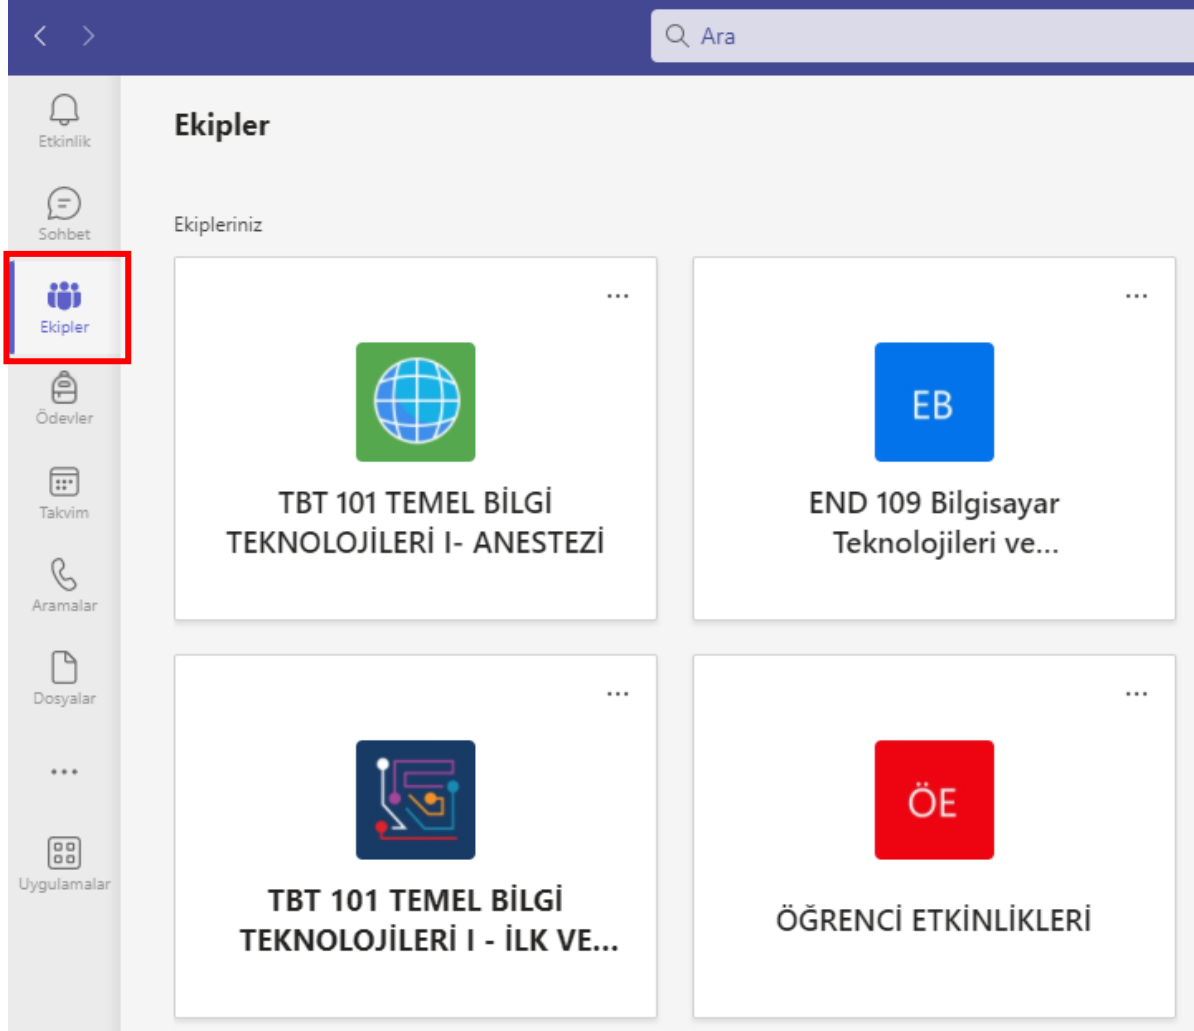 Ara
Etkinlik
Sohbet
Ekipler
Ödevler
Takvim
Aramalar
Dosyalar
Uygulamalar
Ekipler
Ekipleriniz
TBT 101 TEMEL BİLGİ
TEKNOLOJİLERİ I- ANESTEZİ
EB
END 109 Bilgisayar
Teknolojileri ve...
TBT 101 TEMEL BİLGİ
TEKNOLOJİLERİ I - İLK VE...
ÖE
ÖĞRENCİ ETKİNLİKLERİ